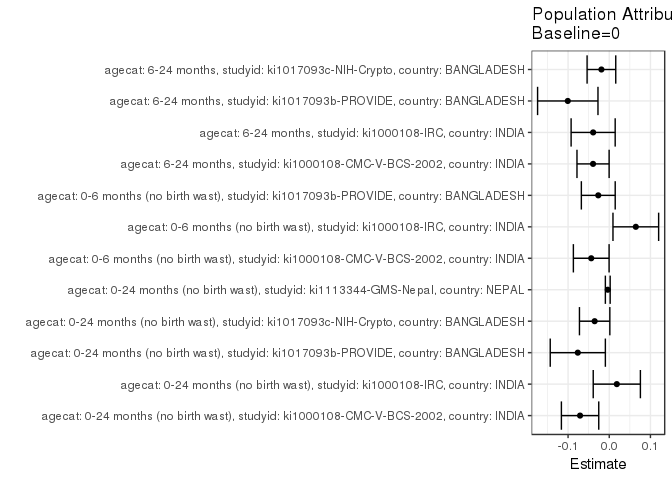 Population Attribu
Baseline=0
agecat: 6-24 months, studyid: ki1017093c-NIH-Crypto, country: BANGLADESH
agecat: 6-24 months, studyid: ki1017093b-PROVIDE, country: BANGLADESH
agecat: 6-24 months, studyid: ki1000108-IRC, country: INDIA
agecat: 6-24 months, studyid: ki1000108-CMC-V-BCS-2002, country: INDIA
agecat: 0-6 months (no birth wast), studyid: ki1017093b-PROVIDE, country: BANGLADESH
agecat: 0-6 months (no birth wast), studyid: ki1000108-IRC, country: INDIA
agecat: 0-6 months (no birth wast), studyid: ki1000108-CMC-V-BCS-2002, country: INDIA
agecat: 0-24 months (no birth wast), studyid: ki1113344-GMS-Nepal, country: NEPAL
agecat: 0-24 months (no birth wast), studyid: ki1017093c-NIH-Crypto, country: BANGLADESH
agecat: 0-24 months (no birth wast), studyid: ki1017093b-PROVIDE, country: BANGLADESH
agecat: 0-24 months (no birth wast), studyid: ki1000108-IRC, country: INDIA
agecat: 0-24 months (no birth wast), studyid: ki1000108-CMC-V-BCS-2002, country: INDIA
-0.1 0.0 0.1
Estimate